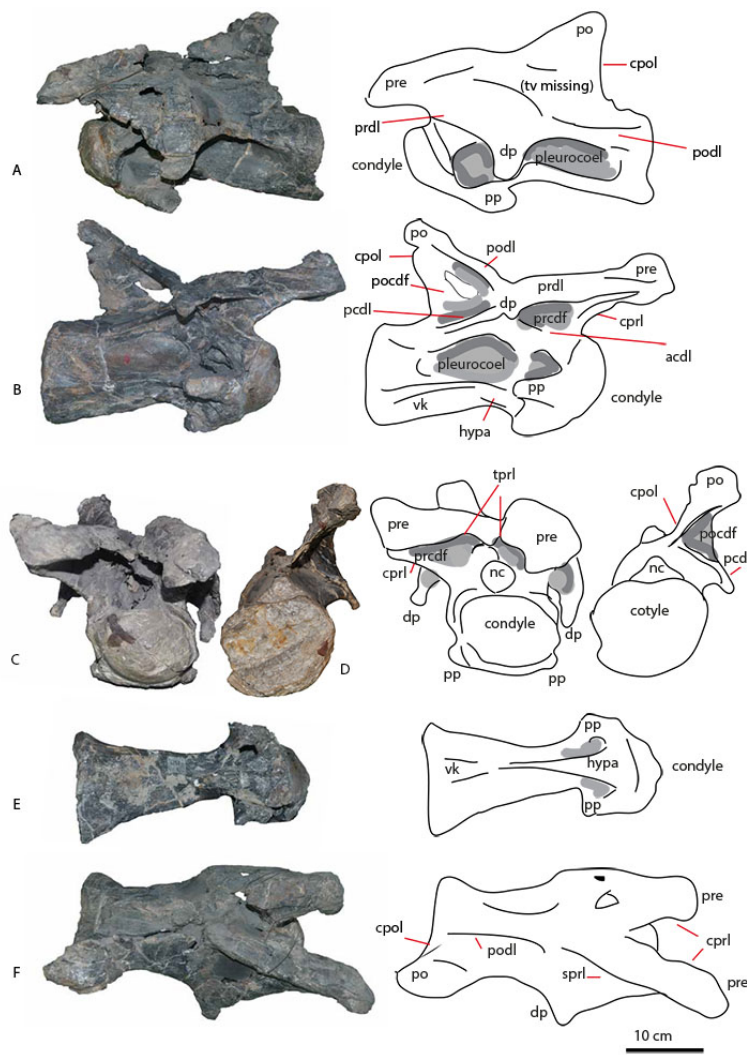 po
cpol
pre
(tv missing)
prdl
dp
pleurocoel
podl
condyle
pp
A
po
cpol
podl
pre
pocdf
prdl
dp
pcdl
prcdf
cprl
acdl
pleurocoel
pp
condyle
B
vk
hypa
tprl
po
cpol
pre
pre
pocdf
prcdf
pcd
cprl
nc
nc
dp
condyle
cotyle
dp
C
D
pp
pp
pp
hypa
condyle
E
vk
pp
pre
cpol
podl
cprl
F
po
sprl
pre
dp
10 cm